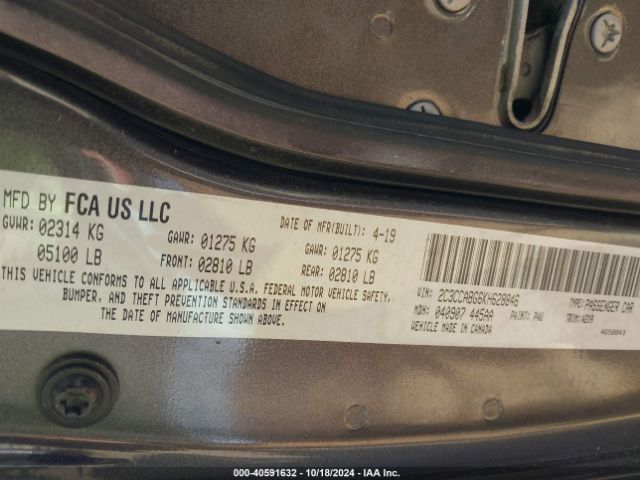 MFD BY FCA US LLC
DATE OF MFR(BUILT): 4-19
GVWR: 02314 KG
GAWR: 01275 KG
GAWR: 01275 KG
05100 LB
FRONT: 02810 LB
REAR: 02810 LB
THIS VEHICLE CONFORMS TO ALL APPLICABLE U.S.A. FEDERAL MOTOR VEHICLE SAFETY,
BUMPER, AND THEFT PREVENTION STANDARDS IN EFFECT ON
THE DATE OF MANUFACTURE SHOWN ABOVE.
VIN: 2C3CCABG6KH628846
TYPE: PASSENGER CAR
MDH: 040907 445AA
PAINT: PAU
TRIM: A2X9
VEHICLE MADE IN CANADA
000-40591632 - 10/18/2024 - IAA Inc.